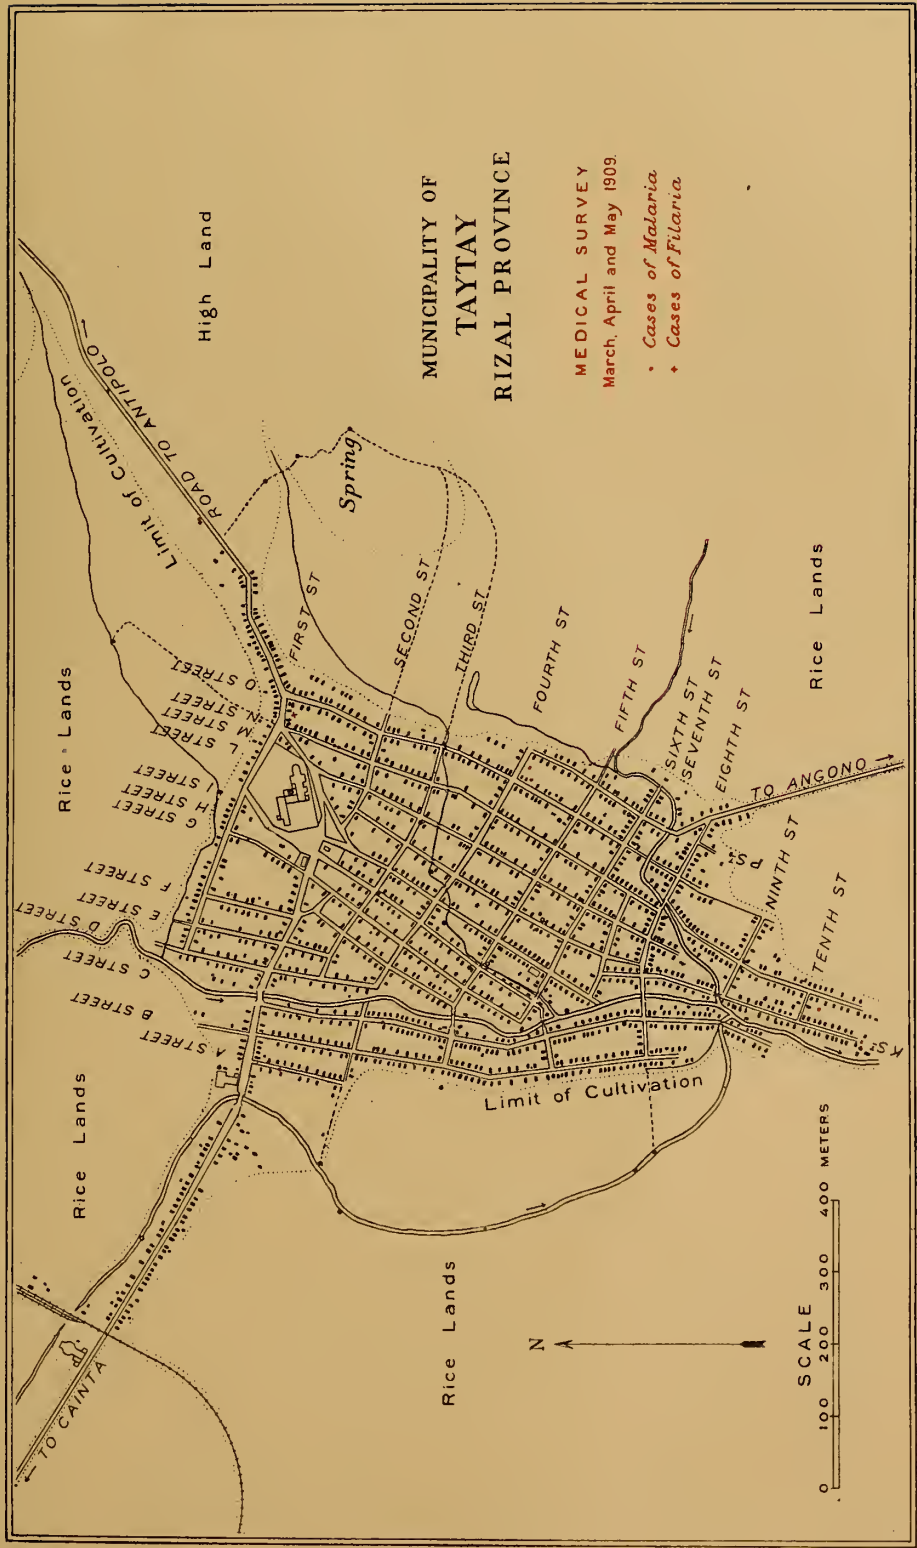 MUNICIPALITY OF
TAYTAY
RIZAL PROVINCE
MEDICAL SURVEY
March, April and May 1909.
• Cases of Malaria
+ Cases of Filaria
High Land
Limit of Cultivation
ROAD TO ANTIPOLO
Spring
Rice Lands
FIRST ST
SECOND ST
THIRD ST
FOURTH ST
FIFTH ST
SIXTH ST
SEVENTH ST
EIGHTH ST
NINTH ST
TENTH ST
TO ANGONO
Rice Lands
P St.
K St.
O STREET
N. STREET
M STREET
L STREET
I STREET
H STREET
G STREET
F STREET
E STREET
D STREET
C STREET
B STREET
A STREET
Rice Lands
Limit of Cultivation
Rice Lands
TO CAINTA
N
SCALE
0 100 200 300 400 METERS